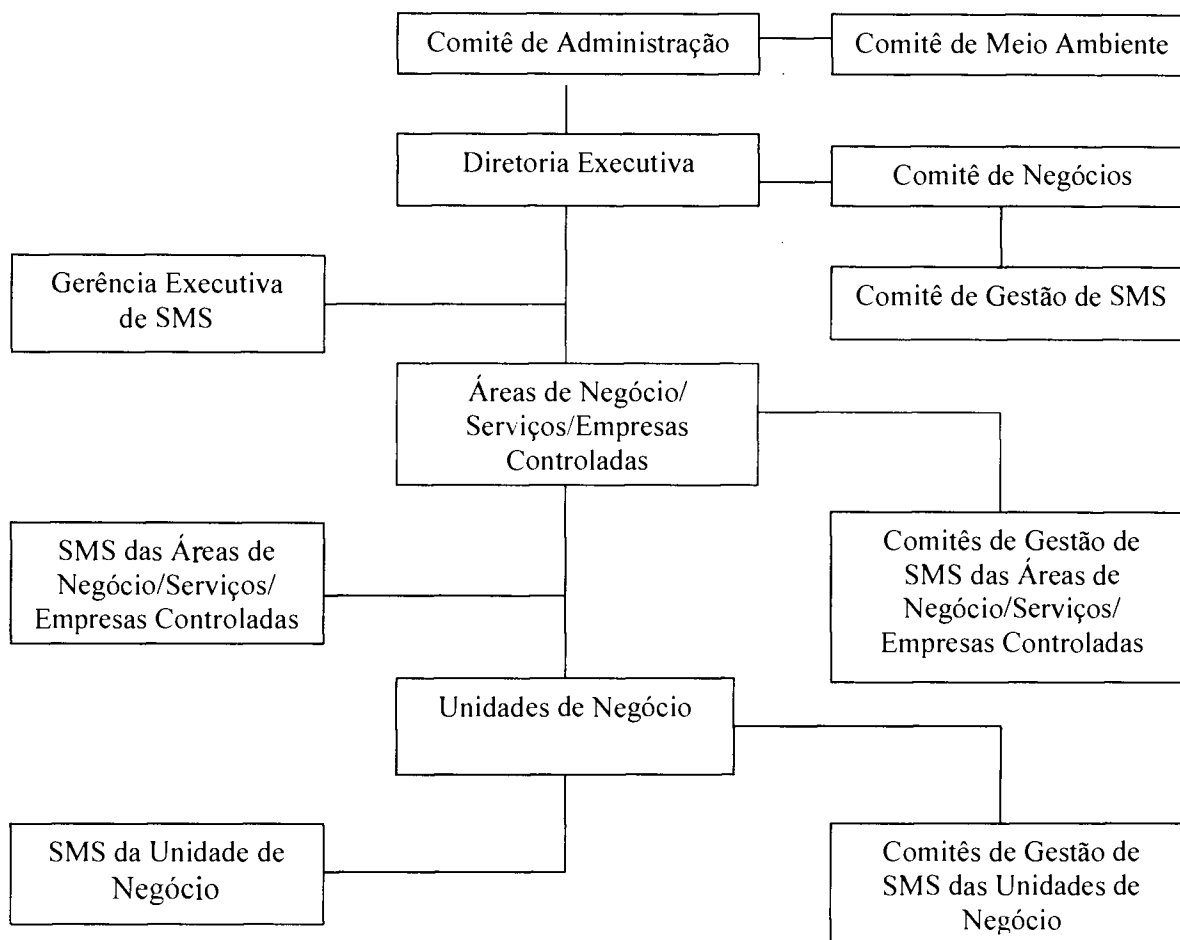 Comitê de Administração
Comitê de Meio Ambiente
Diretoria Executiva
Comitê de Negócios
Gerência Executiva
de SMS
Comitê de Gestão de SMS
Áreas de Negócio/
Serviços/Empresas
Controladas
SMS das Áreas de
Negócio/Serviços/
Empresas Controladas
Comitês de Gestão de
SMS das Áreas de
Negócio/Serviços/
Empresas Controladas
Unidades de Negócio
SMS da Unidade de
Negócio
Comitês de Gestão de
SMS das Unidades de
Negócio